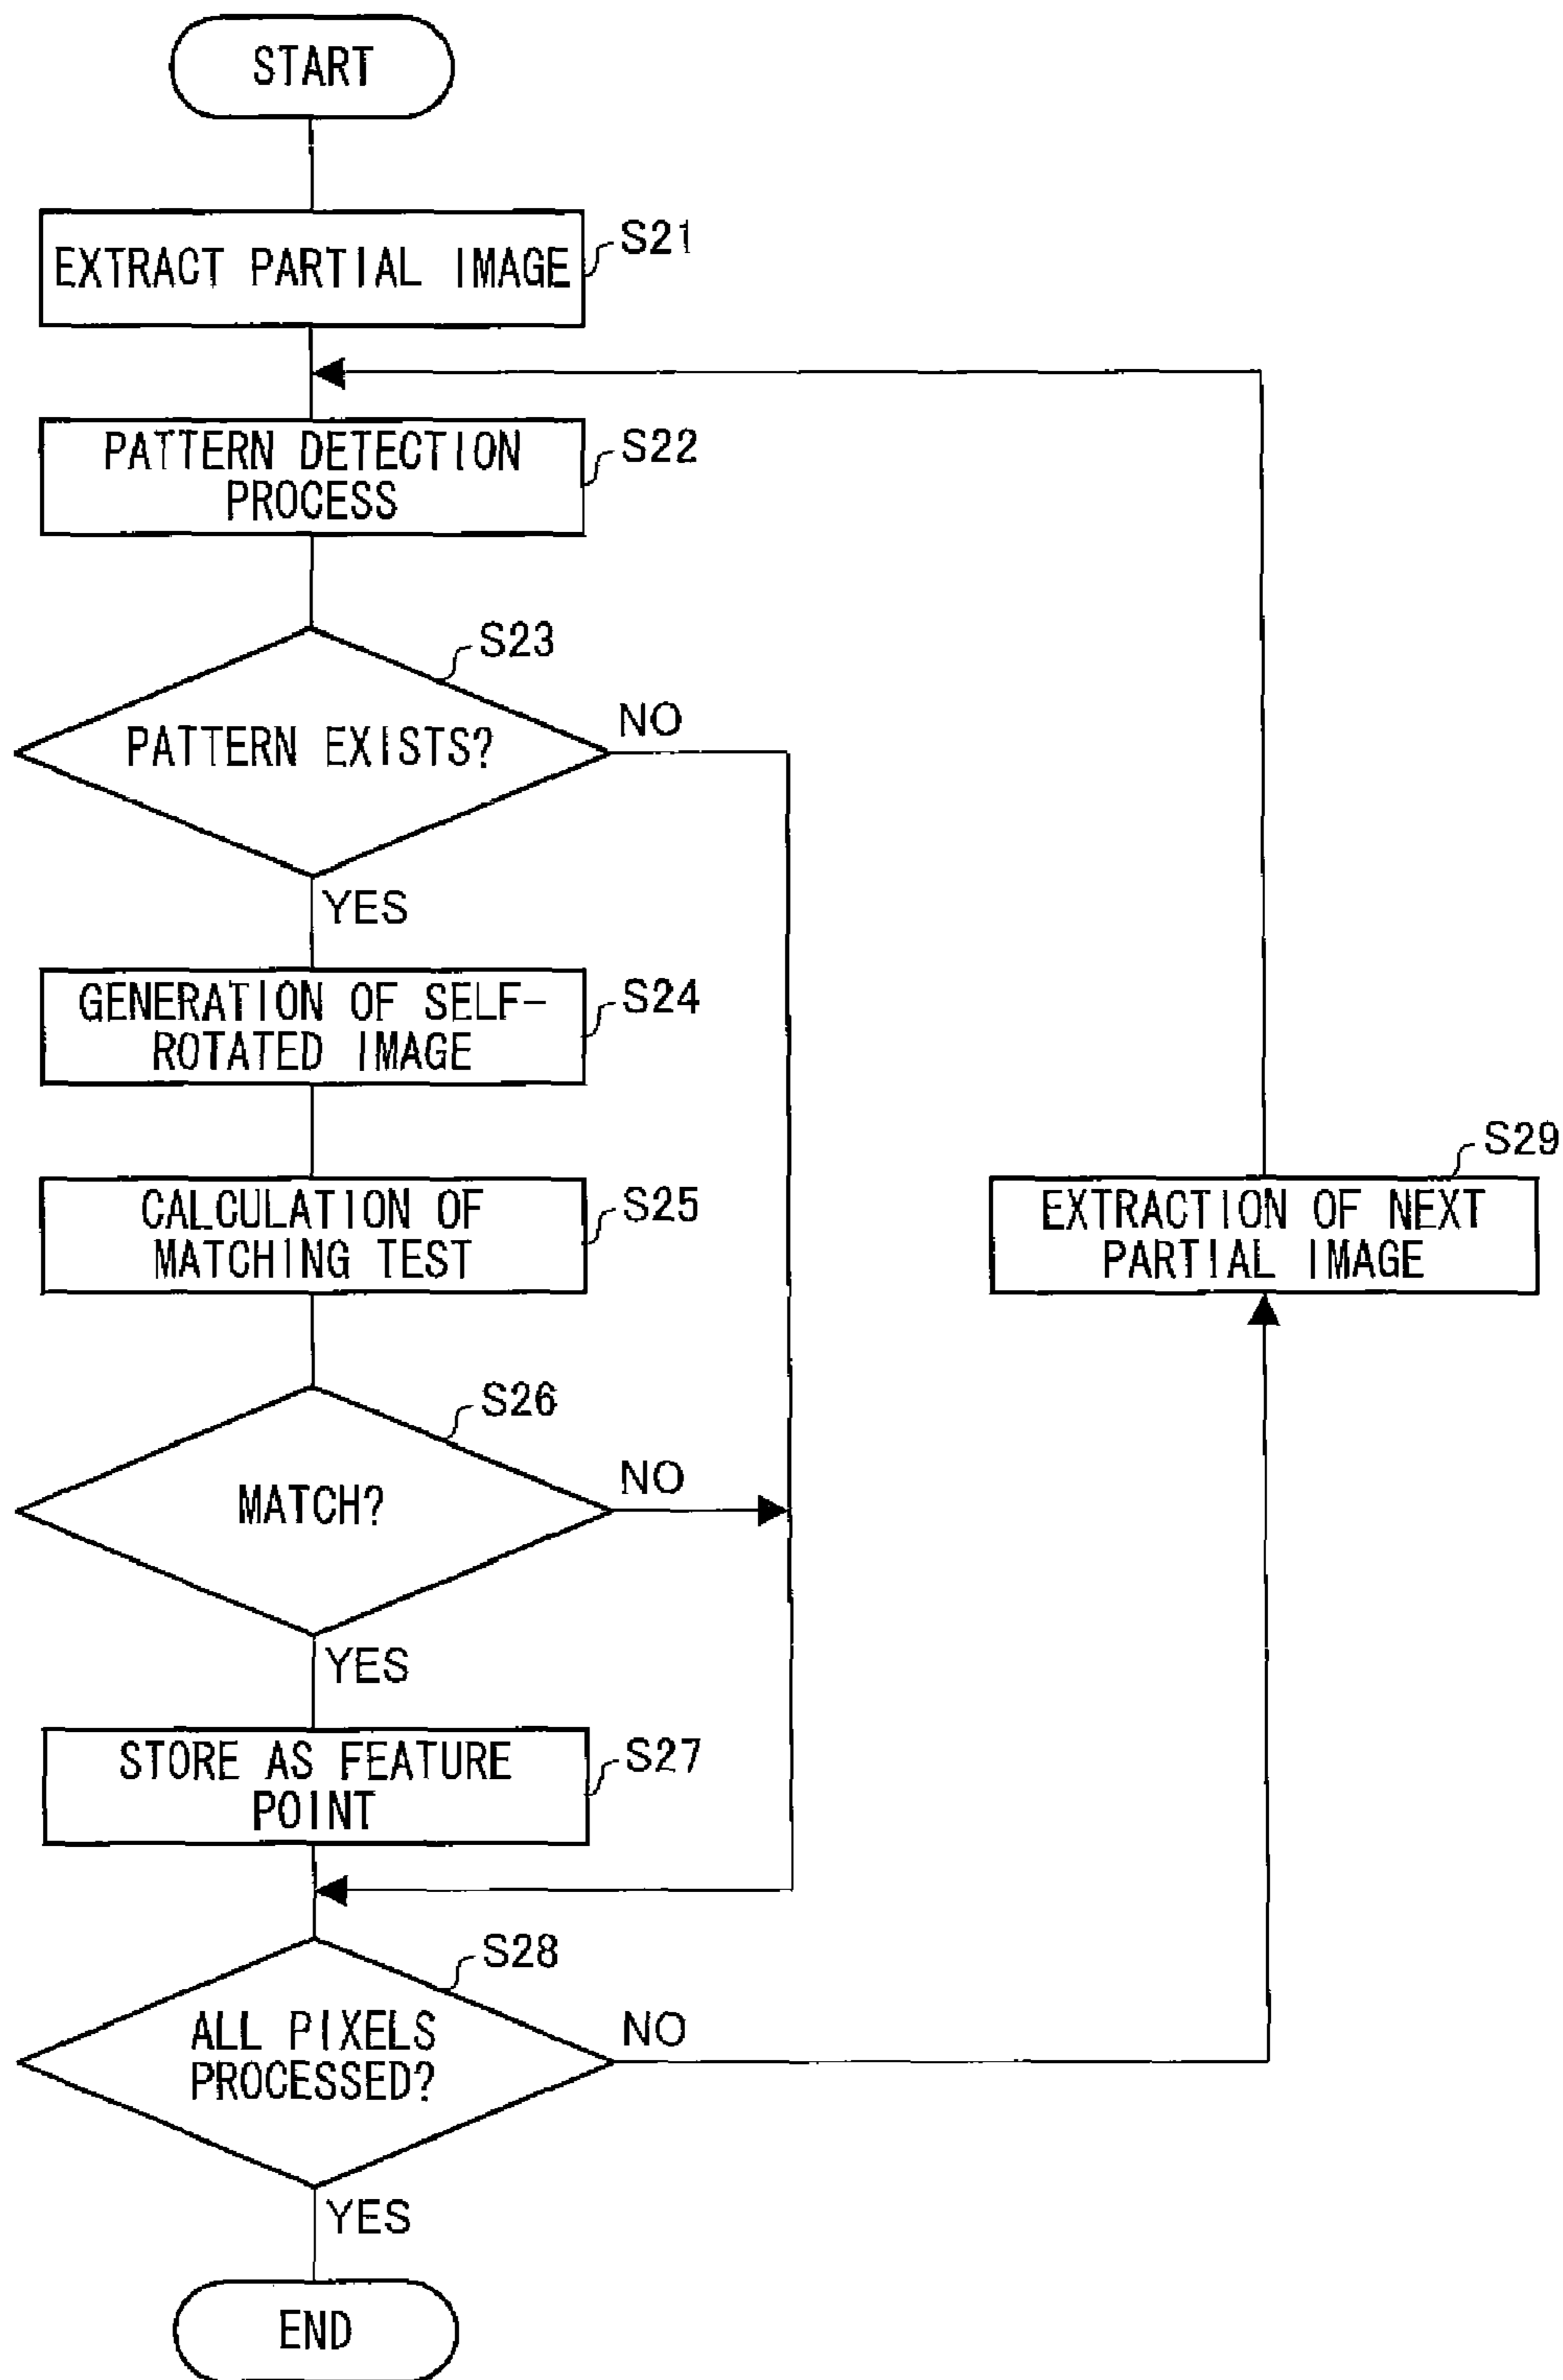 START
EXTRACT PARTIAL IMAGE
S21
PATTERN DETECTION
PROCESS
S22
S23
PATTERN EXISTS?
NO
YES
GENERATION OF SELF-
ROTATED IMAGE
S24
CALCULATION OF
MATCHING TEST
S25
S29
EXTRACTION OF NEXT
PARTIAL IMAGE
S26
MATCH?
NO
YES
STORE AS FEATURE
POINT
S27
S28
ALL PIXELS
PROCESSED?
NO
YES
END